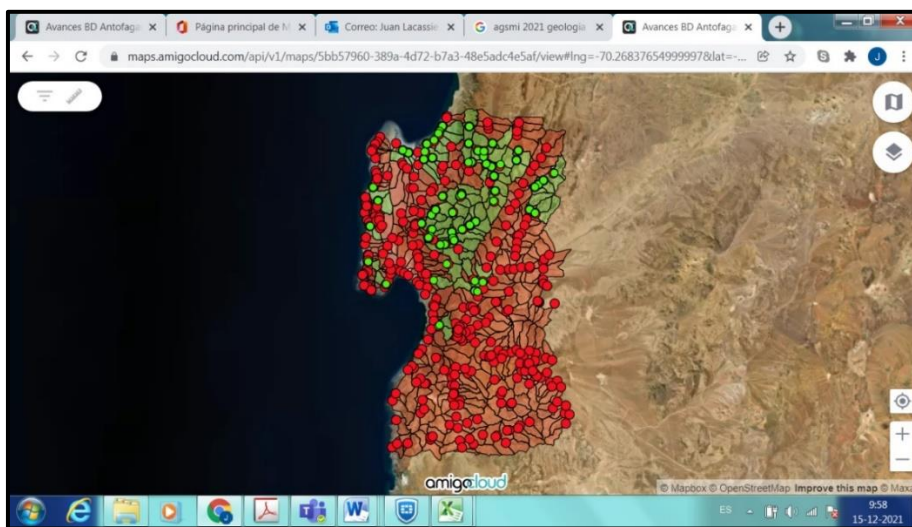 Avances BD Antofaga
Página principal de M
Correo: Juan Lacassie
agsmi 2021 geologia
Avances BD Antofaga
maps.amigocloud.com/api/v1/maps/5bb57960-389a-4d72-b7a3-48e5adc4e5af/view#lng=-70.268376549999997&lat=-...
J
amigocloud
© Mapbox © OpenStreetMap Improve this map © Maxa
ES
9:58
15-12-2021